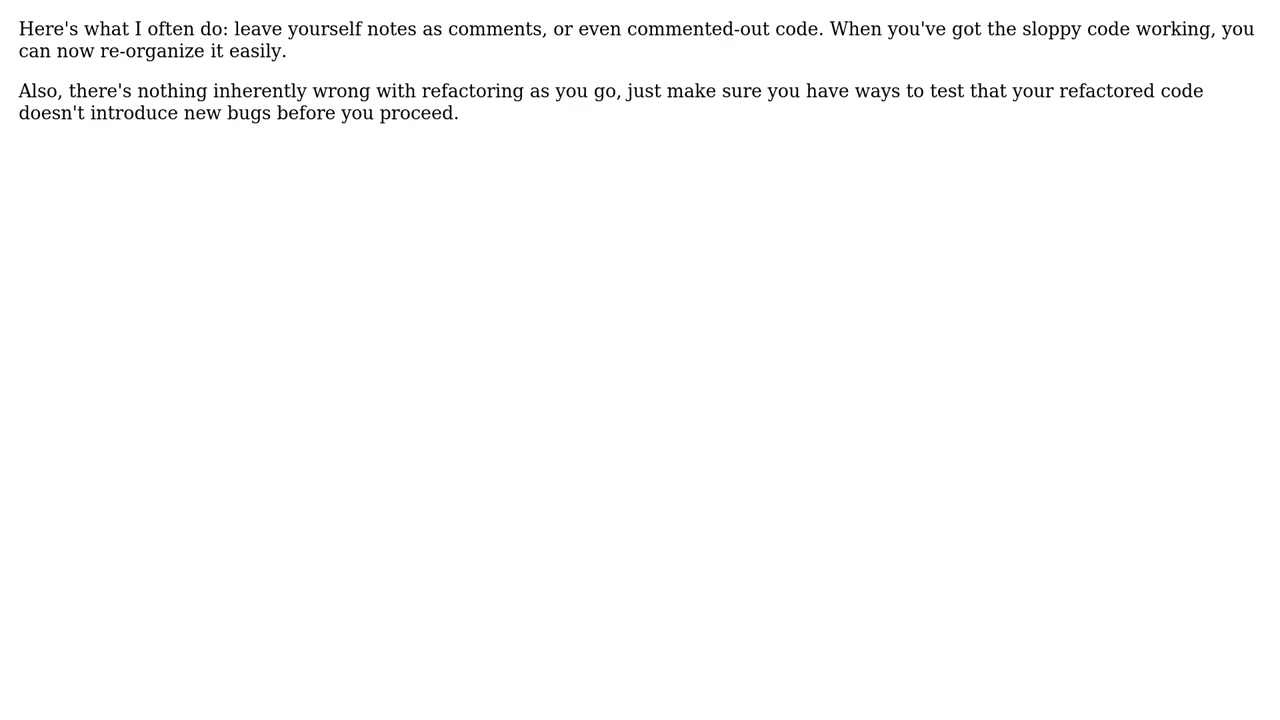 Here's what I often do: leave yourself notes as comments, or even commented-out code. When you've got the sloppy code working, you
can now re-organize it easily.
Also, there's nothing inherently wrong with refactoring as you go, just make sure you have ways to test that your refactored code
doesn't introduce new bugs before you proceed.